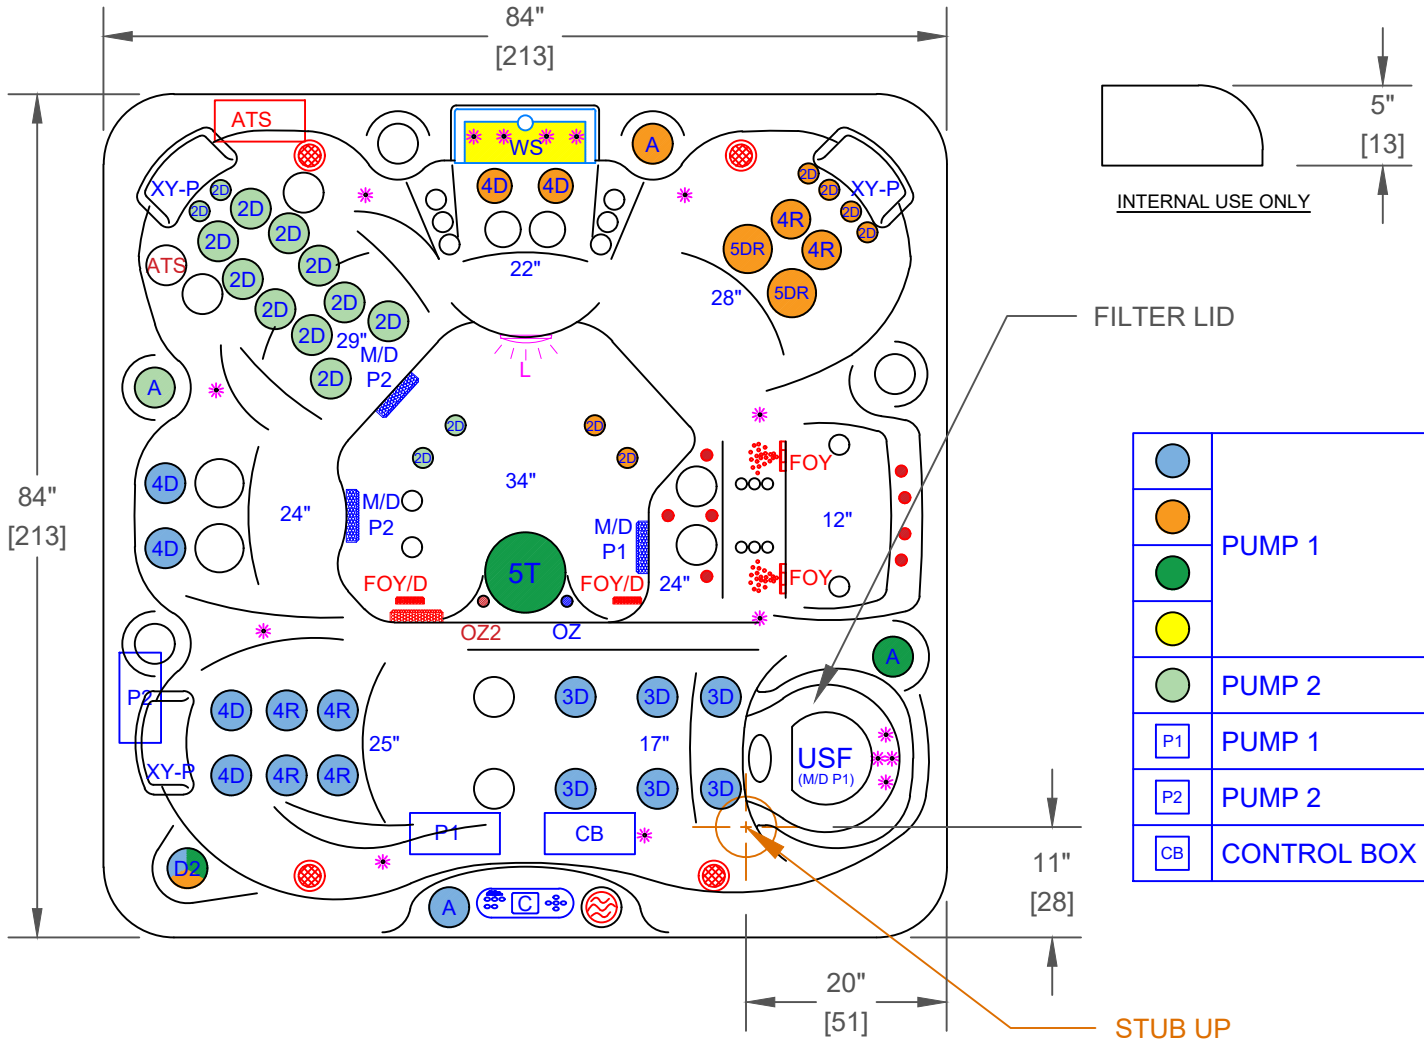 84"
[213]
5"
[13]
INTERNAL USE ONLY
ATS
WS
A
XY-P
4D
4D
2D
2D
XY-P
2D
2D
2D
2D
2D
2D
4R
2D
2D
4R
5DR
ATS
2D
2D
22"
5DR
28"
2D
2D
2D
2D
29"
M/D
P2
2D
L
FILTER LID
A
2D
2D
2D
2D
FOY
4D
34"
84"
[213]
24"
M/D
P2
M/D
P1
12"
4D
5T
FOY/D
FOY/D
24"
FOY
OZ2
OZ
A
P2
4D
4R
4R
3D
3D
3D
25"
17"
USF
(M/D P1)
XY-P
4D
4R
4R
3D
3D
3D
P1
CB
D2
A
C
11"
[28]
20"
[51]
STUB UP
PUMP 1
PUMP 2
P1
PUMP 1
P2
PUMP 2
CB
CONTROL BOX